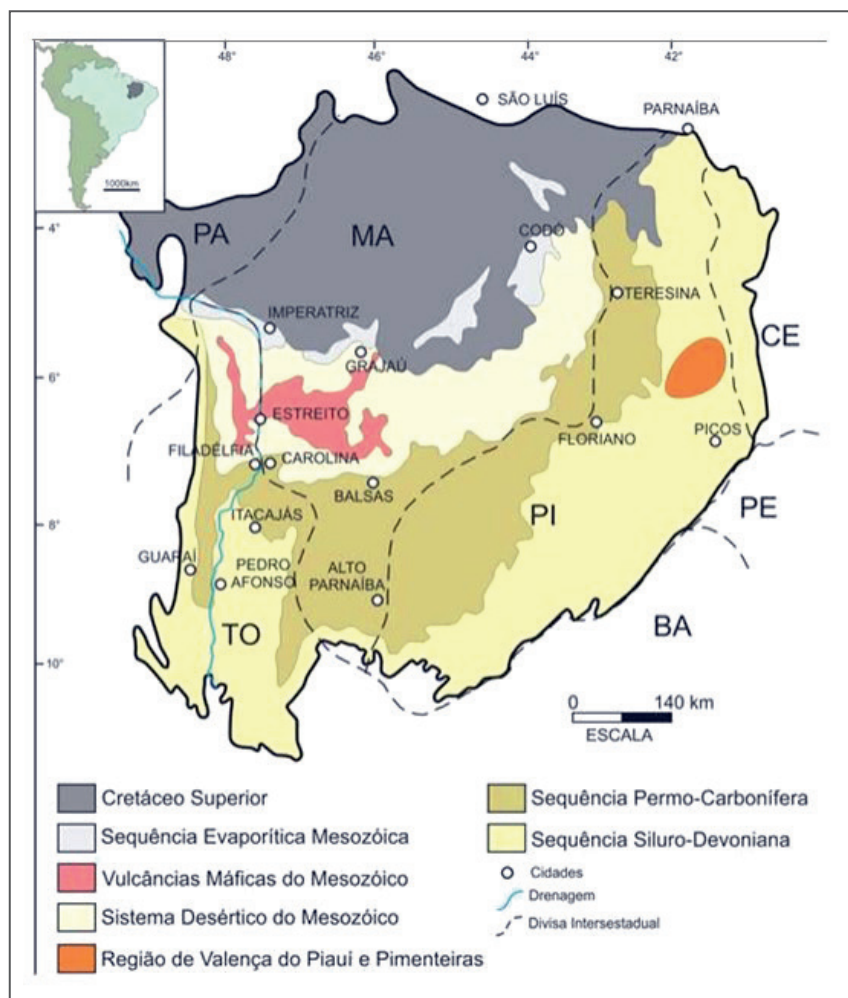 48°
46°
44°
42°
1000km
SÃO LUÍS
PARNAÍBA
4°
PA
MA
CODÓ
TERESINA
IMPERATRIZ
GRAJAÚ
CE
6°
ESTREITO
FILADÉLFIA
CAROLINA
FLORIANO
PIÇOS
BALSAS
8°
ITACAJÁS
PI
PE
GUARAÍ
PEDRO
AFONSO
ALTO
PARNAÍBA
TO
BA
10°
0 140 km
ESCALA
Cretáceo Superior
Sequência Evaporítica Mesozóica
Vulcâncias Máficas do Mesozóico
Sistema Desértico do Mesozóico
Região de Valença do Piauí e Pimenteiras
Sequência Permo-Carbonífera
Sequência Siluro-Devoniana
Cidades
Drenagem
Divisa Intersestadual